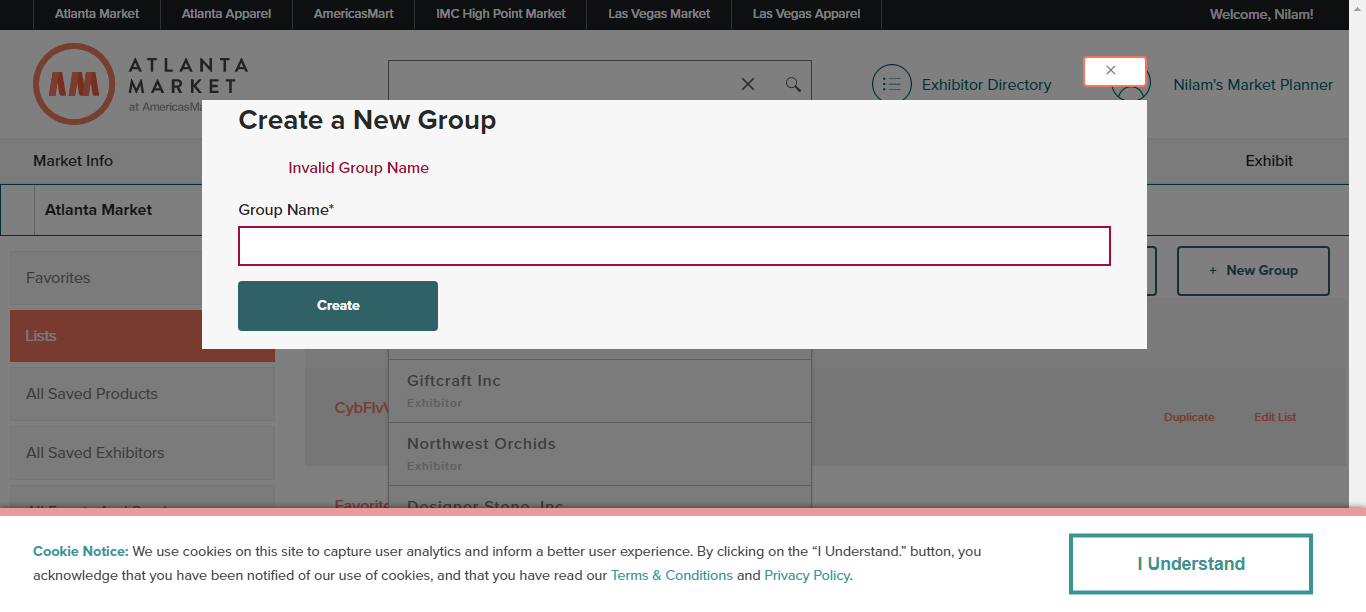 Atlanta Market Atlanta Apparel AmericasMart IMC High Point Market Las Vegas Market Las Vegas Apparel Welcome, Nilam!
ATLANTA
MARKET
at AmericasMa
Exhibitor Directory
Nilam's Market Planner
Market Info
Exhibit
Atlanta Market
Create a New Group
Invalid Group Name
Group Name*
Create
+ New Group
Favorites
Lists
All Saved Products
All Saved Exhibitors
Giftcraft Inc
Exhibitor
Northwest Orchids
Exhibitor
Designer Stone, Inc
Duplicate
Edit List
Favorite
Cookie Notice: We use cookies on this site to capture user analytics and inform a better user experience. By clicking on the “I Understand.” button, you
acknowledge that you have been notified of our use of cookies, and that you have read our Terms & Conditions and Privacy Policy.
I Understand